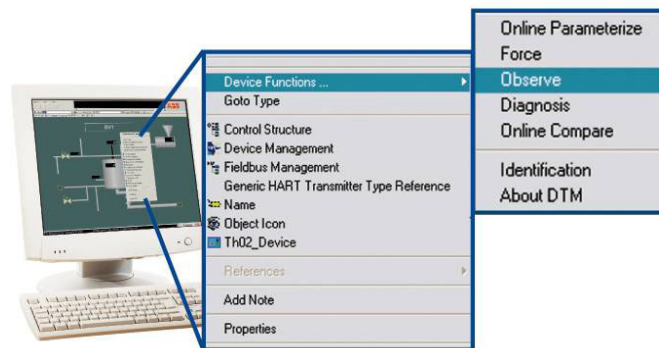 ABB
Device Functions ...
Goto Type
Control Structure
Device Management
Fieldbus Management
Generic HART Transmitter Type Reference
Name
Object Icon
Th02_Device
References
Add Note
Properties
Online Parameterize
Force
Observe
Diagnosis
Online Compare
Identification
About DTM